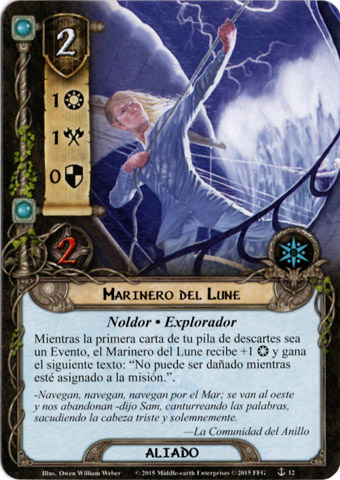 2
1
1
0
2
Marinero del Lune
Noldor • Explorador
Mientras la primera carta de tu pila de descartes sea
un Evento, el Marinero del Lune recibe +1 y gana
el siguiente texto: “No puede ser dañado mientras
esté asignado a la misión.”.
-Navegan, navegan, navegan por el Mar; se van al oeste
y nos abandonan -dijo Sam, canturreando las palabras,
sacudiendo la cabeza triste y solemnemente.
—La Comunidad del Anillo
ALIADO
Illus. Owen William Weber
© 2015 Middle-earth Enterprises © 2015 FFG
12